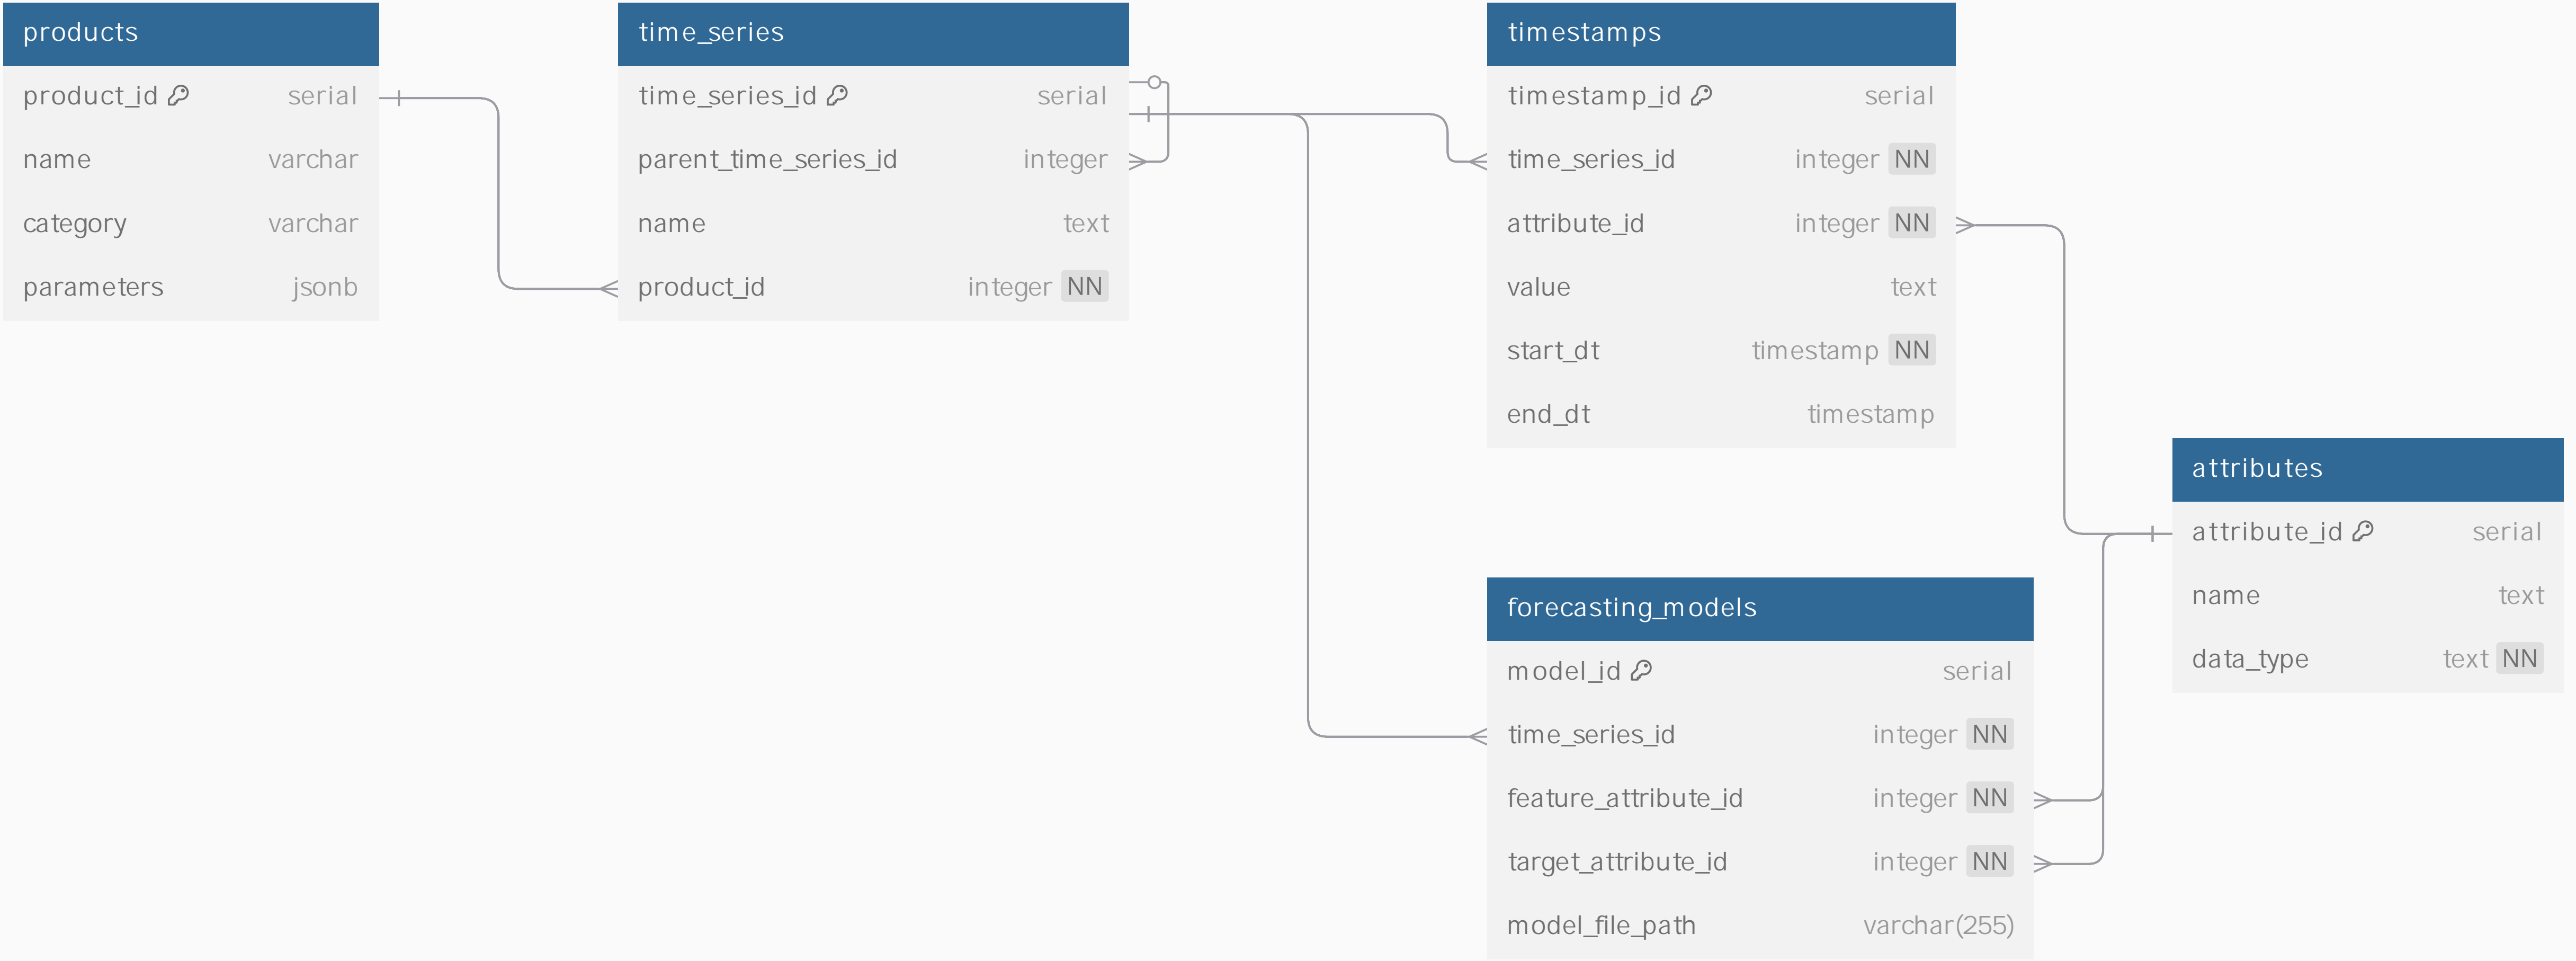 products
product_id serial
name varchar
category varchar
parameters jsonb
time_series
time_series_id serial
parent_time_series_id integer
name text
product_id integer NN
timestamps
timestamp_id serial
time_series_id integer NN
attribute_id integer NN
value text
start_dt timestamp NN
end_dt timestamp
attributes
attribute_id serial
name text
data_type text NN
forecasting_models
model_id serial
time_series_id integer NN
feature_attribute_id integer NN
target_attribute_id integer NN
model_file_path varchar(255)